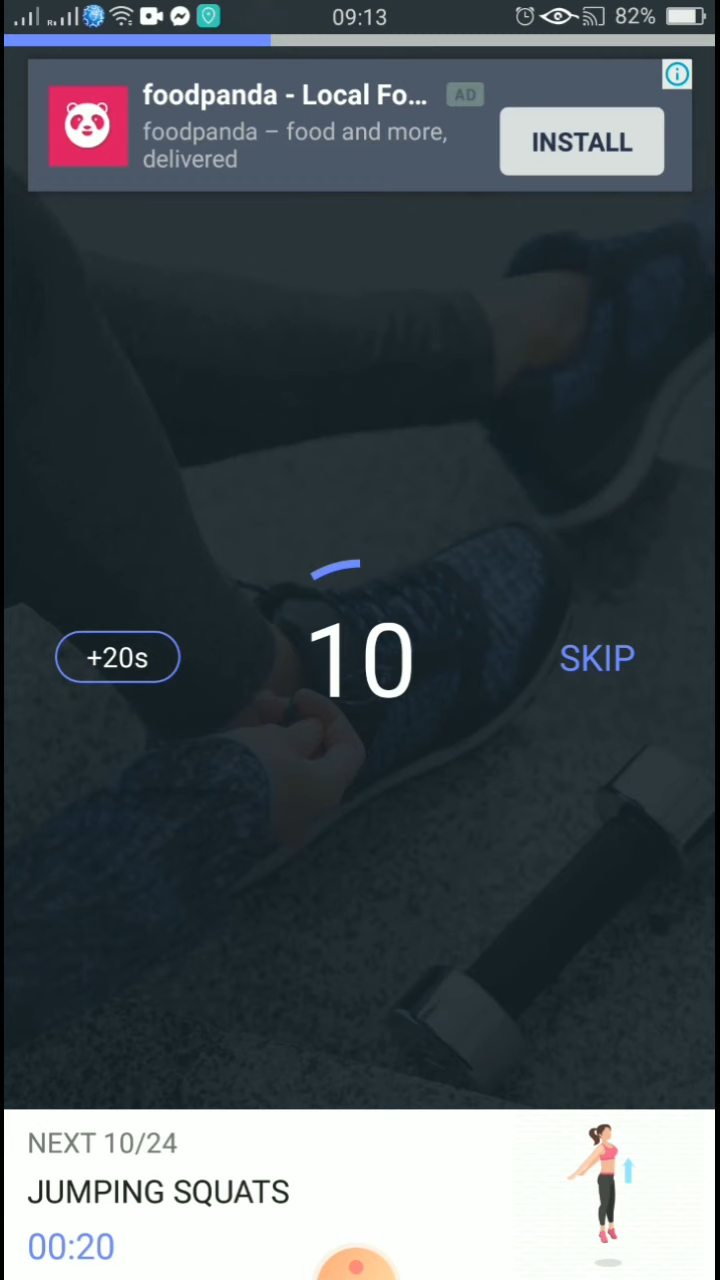 09:13
82%
foodpanda - Local Fo... AD
foodpanda – food and more,
delivered
INSTALL
+20s
10
SKIP
NEXT 10/24
JUMPING SQUATS
00:20